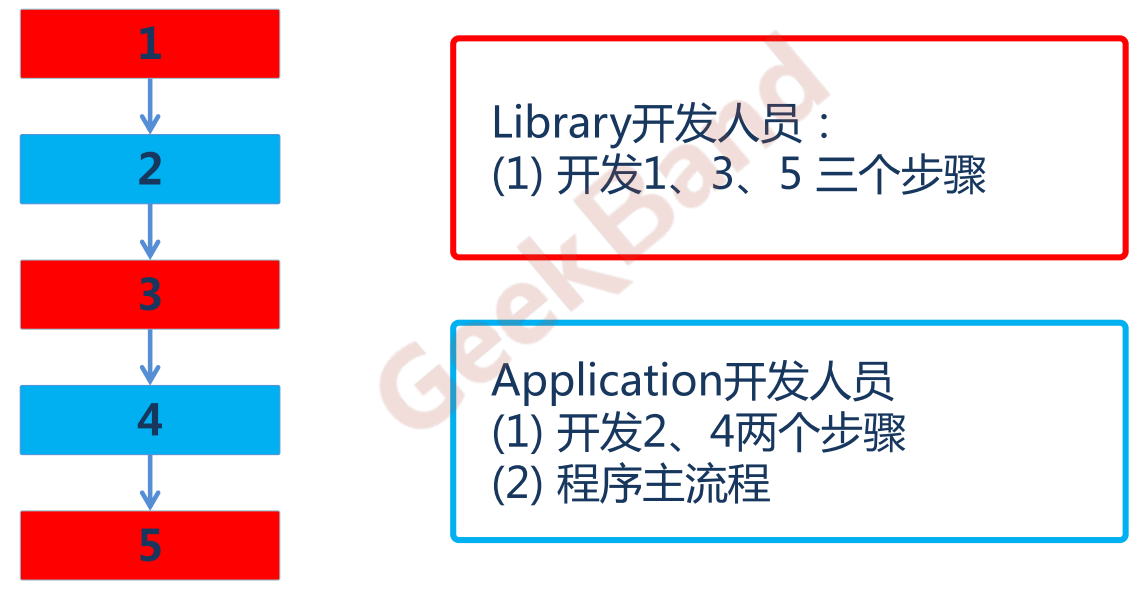 1
2
3
4
5
Library开发人员：
(1) 开发1、3、5 三个步骤
Application开发人员
(1) 开发2、4两个步骤
(2) 程序主流程
GeekBand